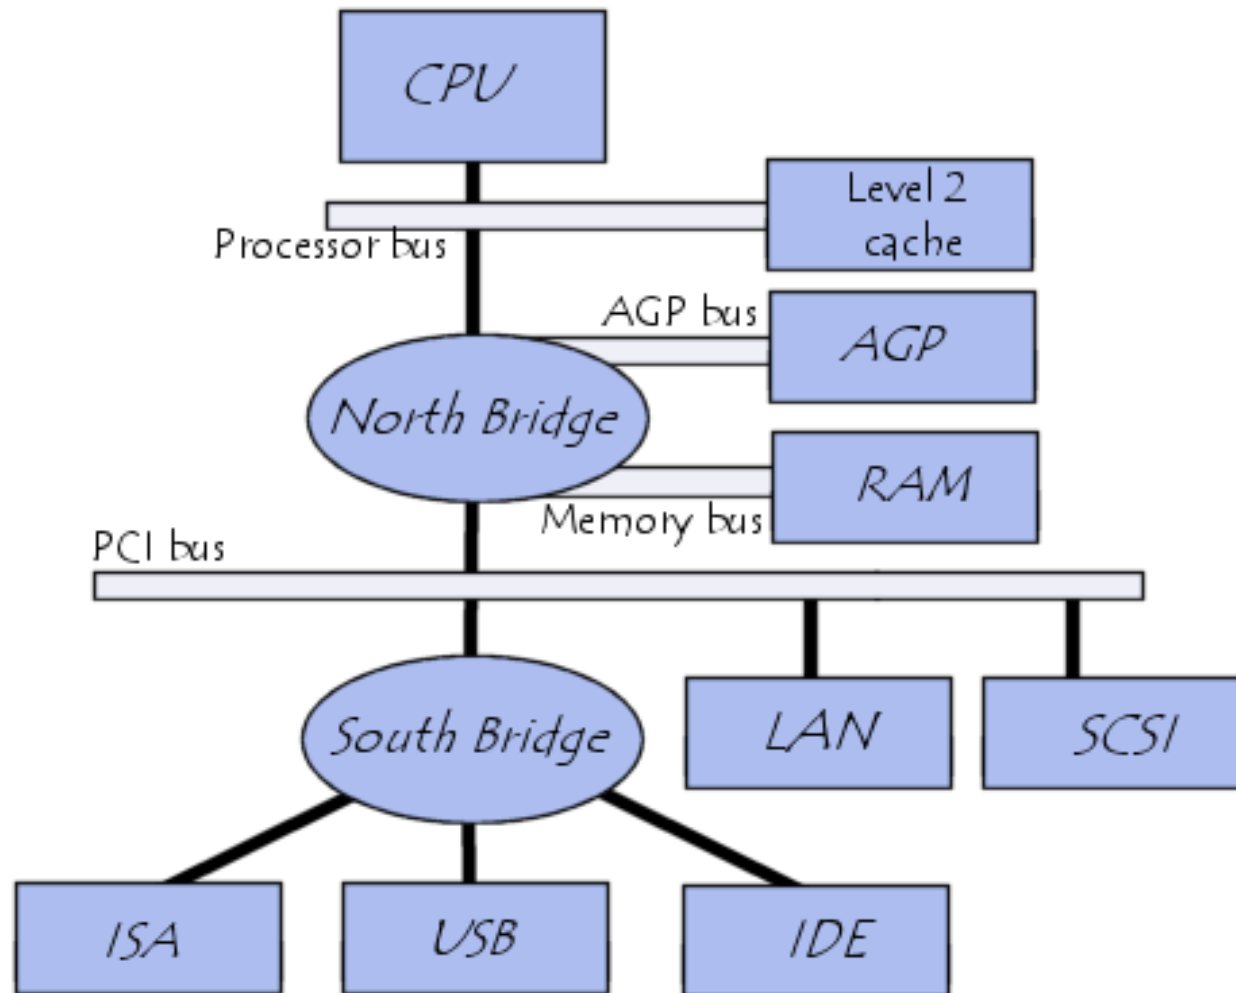 CPU
Level 2
cache
Processor bus
AGP bus
AGP
North Bridge
RAM
Memory bus
PCI bus
South Bridge
LAN
SCSI
ISA
USB
IDE